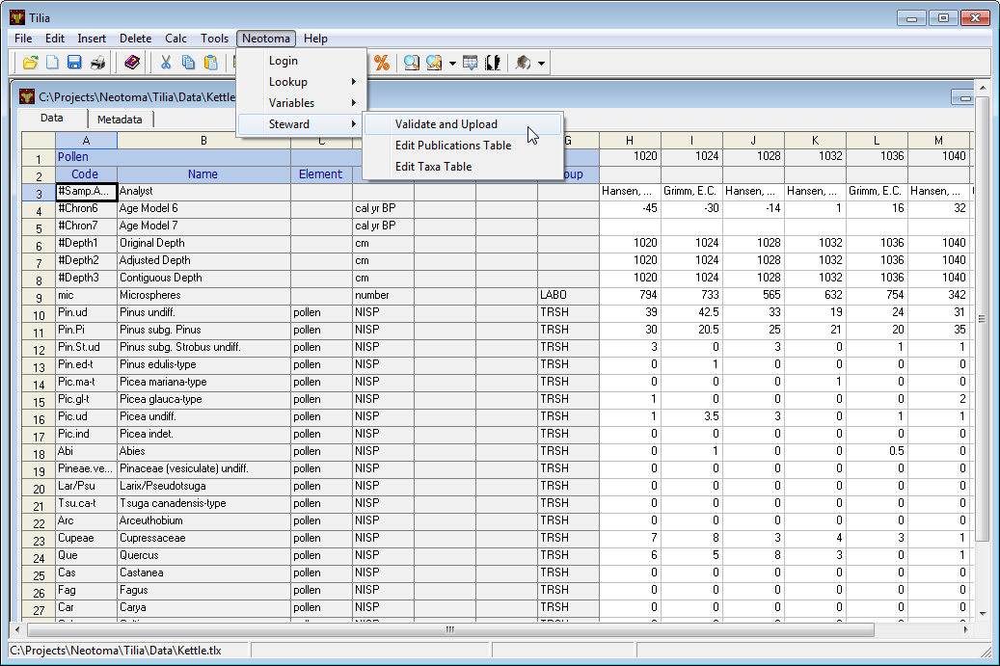 Tilia
File Edit Insert Delete Calc Tools Neotoma Help
Login
Lookup
Variables
Steward
Validate and Upload
Edit Publications Table
Edit Taxa Table
%
C:\Projects\Neotoma\Tilia\Data\Kettle
Data Metadata
A B C G H I J K L M
1 Pollen 1020 1024 1028 1032 1036 1040
2 Code Name Element oup
3 #Samp.A... Analyst Hansen, ... Grimm, E.C. Hansen, ... Hansen, ... Grimm, E.C. Hansen, ...
4 #Chron6 Age Model 6 cal yr BP -45 -30 -14 1 16 32
5 #Chron7 Age Model 7 cal yr BP
6 #Depth1 Original Depth cm 1020 1024 1028 1032 1036 1040
7 #Depth2 Adjusted Depth cm 1020 1024 1028 1032 1036 1040
8 #Depth3 Contiguous Depth cm 1020 1024 1028 1032 1036 1040
9 mic Microspheres number LABO 794 733 565 632 754 342
10 Pin.ud Pinus undiff. pollen NISP TRSH 39 42.5 33 19 24 31
11 Pin.Pi Pinus subg. Pinus pollen NISP TRSH 30 20.5 25 21 20 35
12 Pin.St.ud Pinus subg. Strobus undiff. pollen NISP TRSH 3 0 3 0 1 1
13 Pin.ed-t Pinus edulis-type pollen NISP TRSH 0 1 0 0 0 0
14 Pic.ma-t Picea mariana-type pollen NISP TRSH 0 0 0 1 0 0
15 Pic.gl-t Picea glauca-type pollen NISP TRSH 1 0 0 0 0 2
16 Pic.ud Picea undiff. pollen NISP TRSH 1 3.5 3 0 1 1
17 Pic.ind Picea indet. pollen NISP TRSH 0 0 0 0 0 0
18 Abi Abies pollen NISP TRSH 0 1 0 0 0.5 0
19 Pineae.ve... Pinaceae (vesiculate) undiff. pollen NISP TRSH 0 0 0 0 0 0
20 Lar/Psu Larix/Pseudotsuga pollen NISP TRSH 0 0 0 0 0 0
21 Tsu.ca-t Tsuga canadensis-type pollen NISP TRSH 0 0 0 0 0 0
22 Arc Arceuthobium pollen NISP TRSH 0 0 0 0 0 0
23 Cupeae Cupressaceae pollen NISP TRSH 7 8 3 4 3 1
24 Que Quercus pollen NISP TRSH 6 5 8 3 0 1
25 Cas Castanea pollen NISP TRSH 0 0 0 0 0 0
26 Fag Fagus pollen NISP TRSH 0 0 0 0 0 0
27 Car Carya pollen NISP TRSH 0 0 0 0 0 0
C:\Projects\Neotoma\Tilia\Data\Kettle.tlx